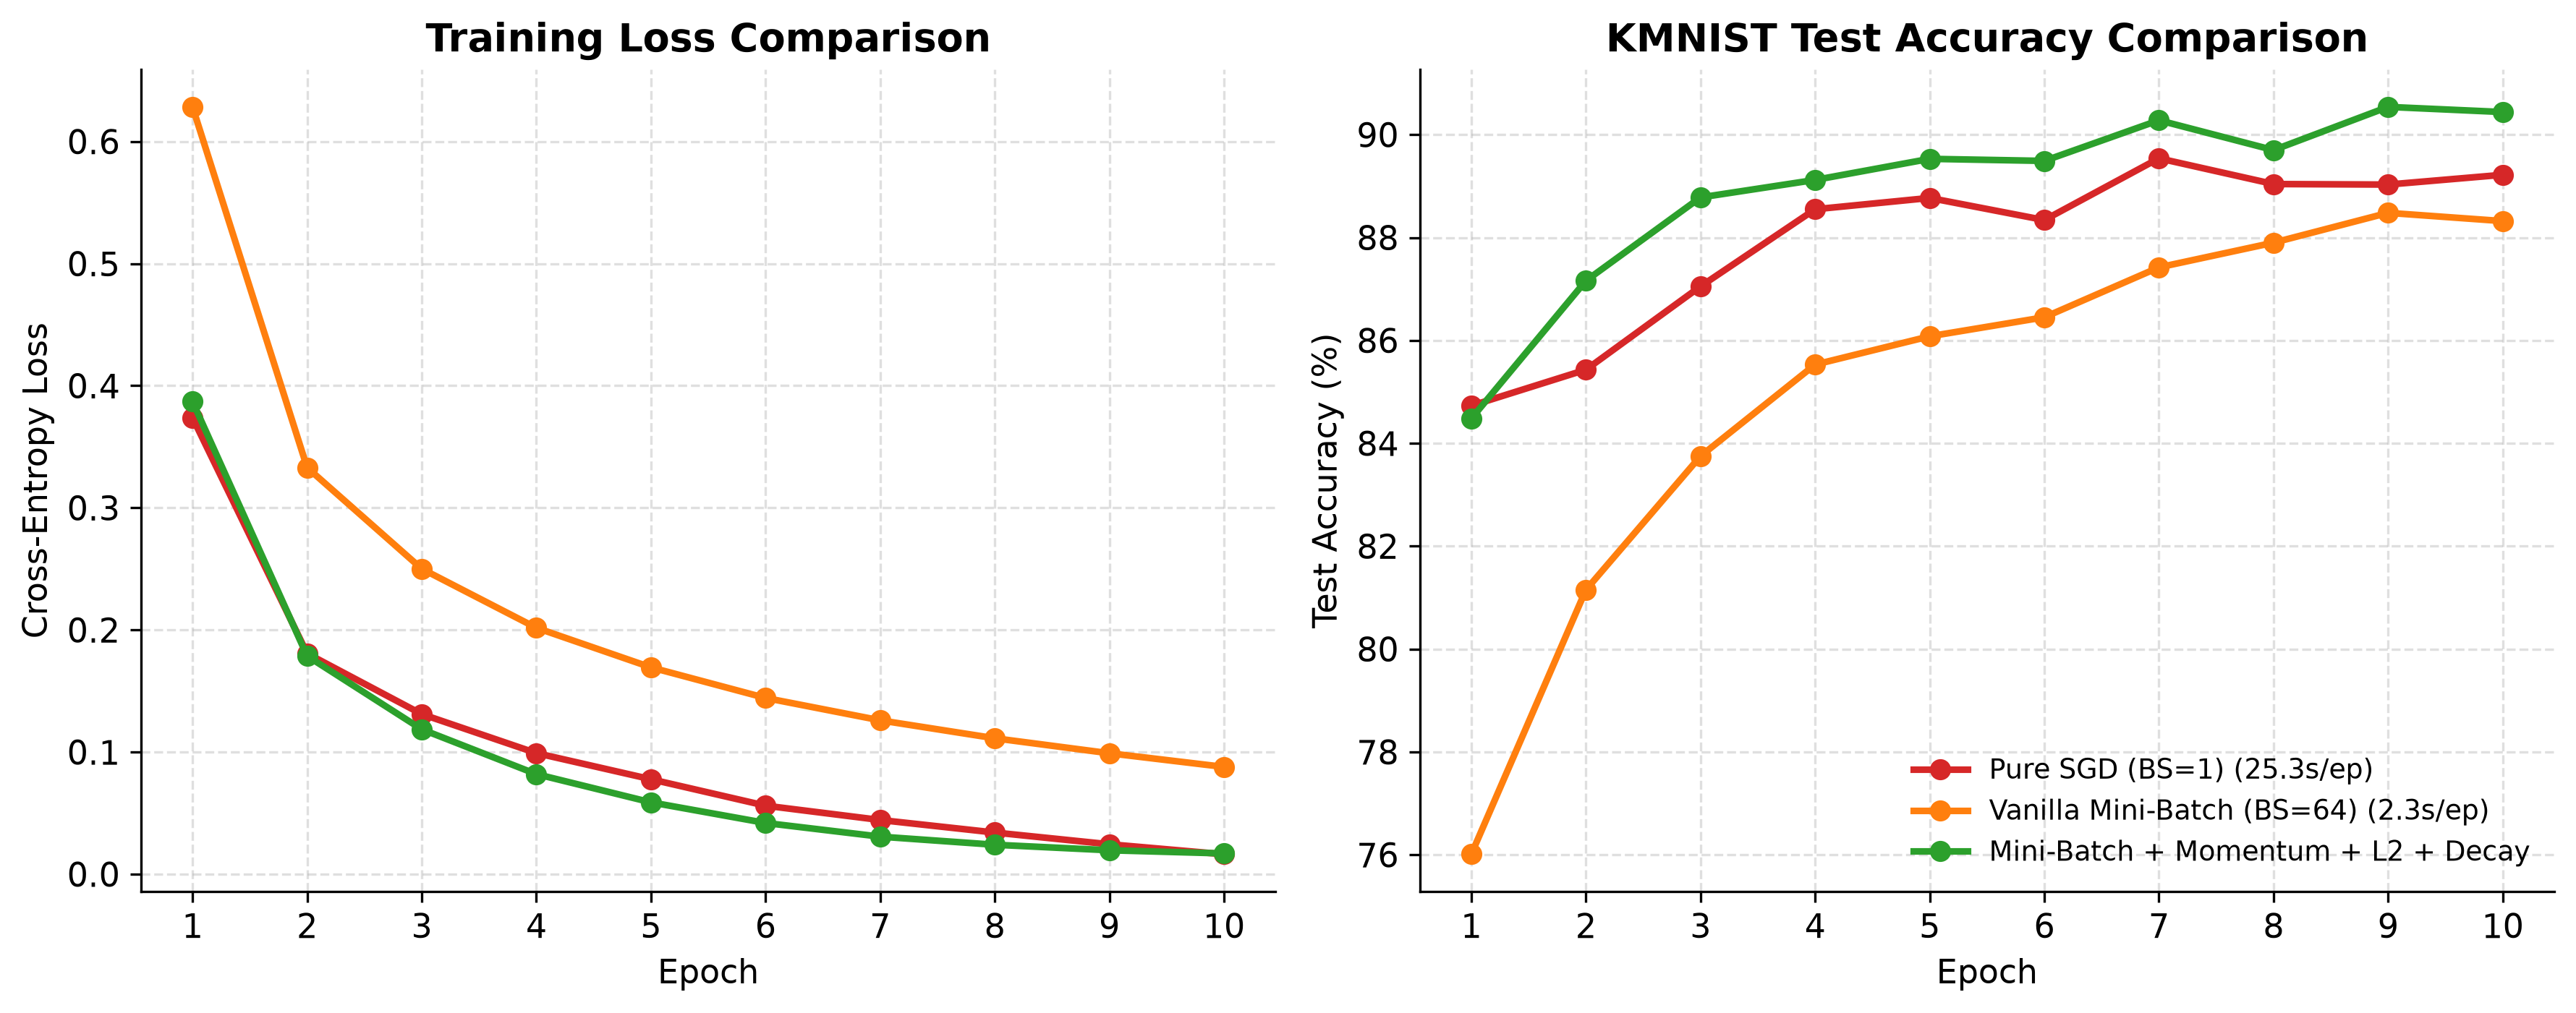 Training Loss Comparison
Cross-Entropy Loss
0.6
0.5
0.4
0.3
0.2
0.1
0.0
1 2 3 4 5 6 7 8 9 10
Epoch
KMNIST Test Accuracy Comparison
Test Accuracy (%)
90
88
86
84
82
80
78
76
Pure SGD (BS=1) (25.3s/ep)
Vanilla Mini-Batch (BS=64) (2.3s/ep)
Mini-Batch + Momentum + L2 + Decay
1 2 3 4 5 6 7 8 9 10
Epoch